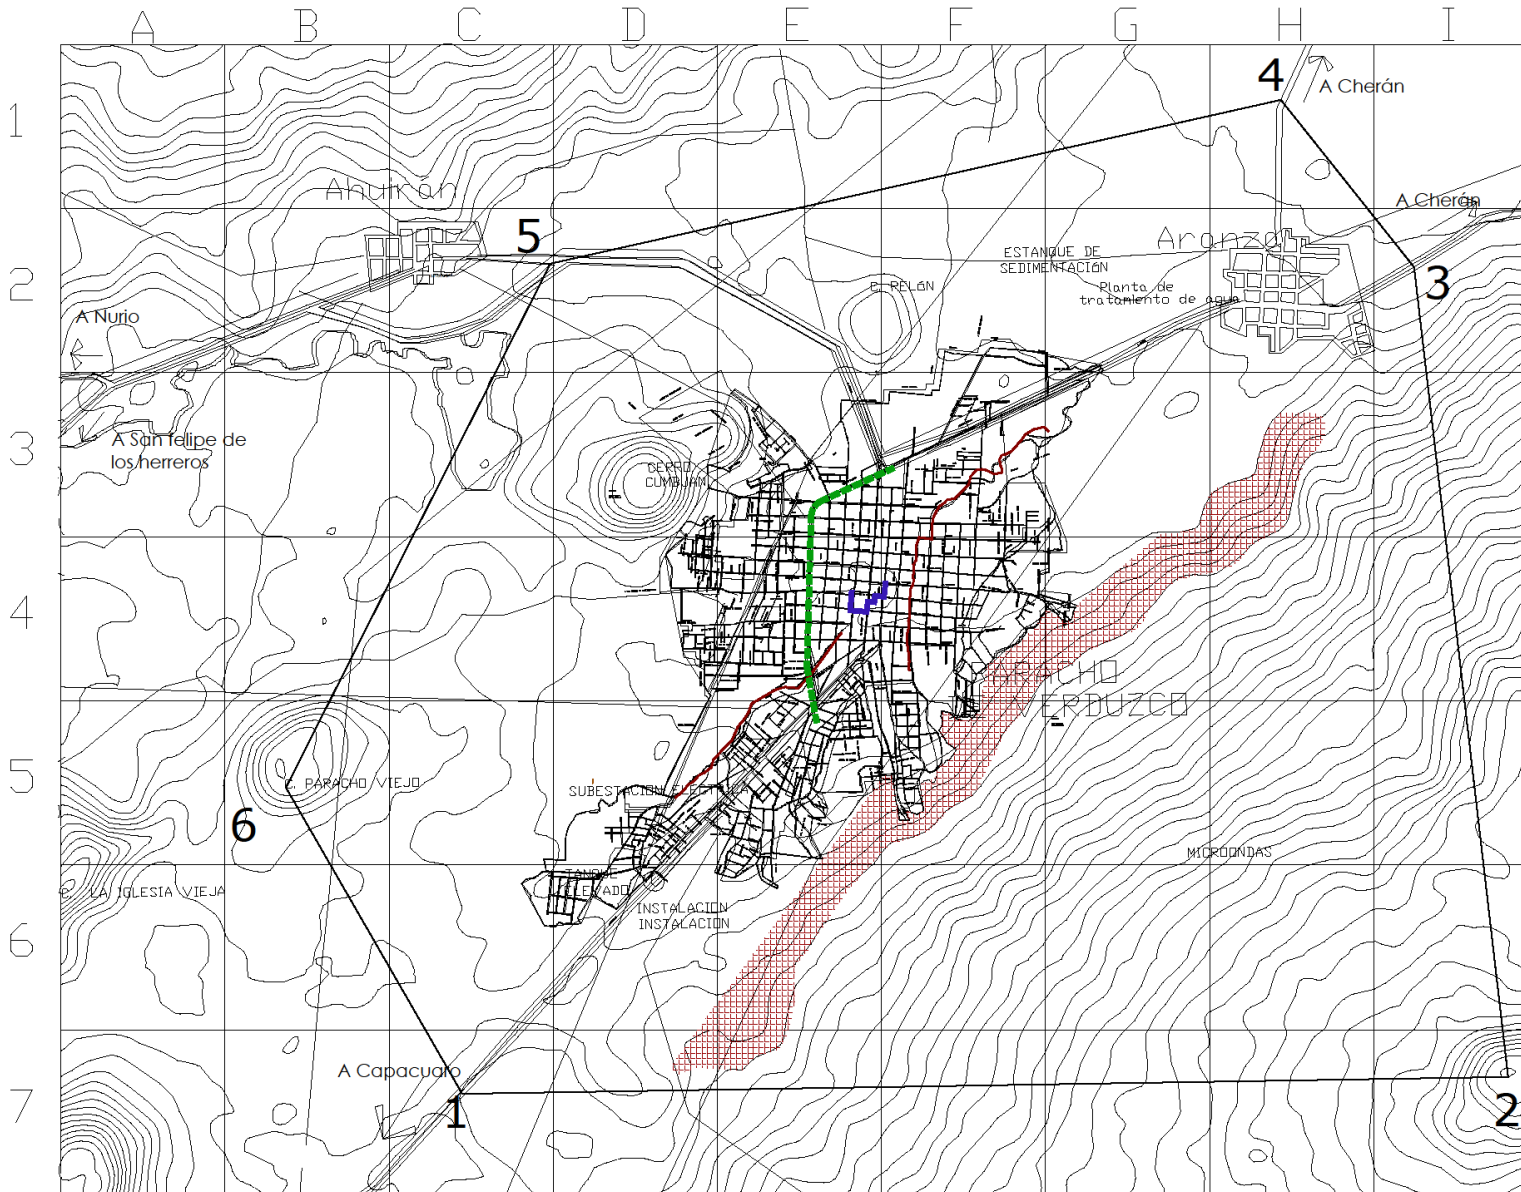 A B C D E F G H I
1
4
A Cherán
Ahuirán
A Cherán
5
Aranza
2
ESTANQUE DE
SEDIMENTACIóN
C. PELóN
Planta de
tratamiento de agua
3
A Nurio
3
A San felipe de
los herreros
CERRO
CUMBUAN
4
PARACHO
VERDUZCO
5
C. PARACHO VIEJO
SUBESTACION ELECTRICA
6
MICROONDAS
C. LA IGLESIA VIEJA
TANQUE
ELEVADO
INSTALACION
INSTALACION
6
A Capacuaro
7
1
2